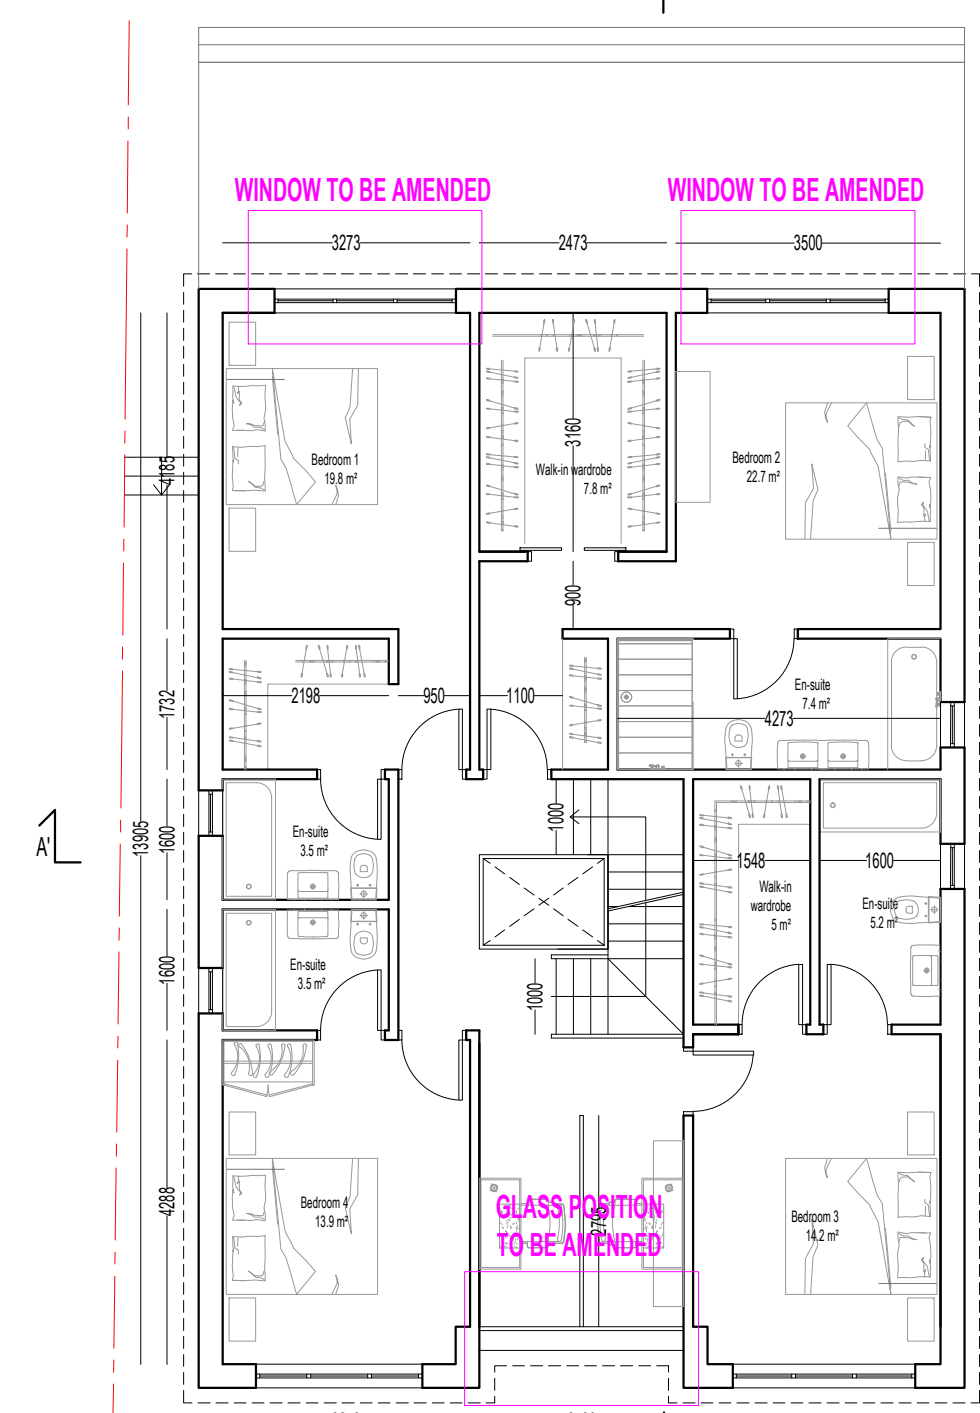 WINDOW TO BE AMENDED
WINDOW TO BE AMENDED
3273
2473
3500
3160
4185
Bedroom 1
19.8 m²
Walk-in wardrobe
7.8 m²
Bedroom 2
22.7 m²
900
2198
950
1100
1732
En-suite
7.4 m²
4273
A'
13905
1600
En-suite
3.5 m²
1000
1548
1600
Walk-in
wardrobe
5 m²
En-suite
5.2 m²
1600
En-suite
3.5 m²
1000
4288
Bedroom 4
13.9 m²
GLASS POSITION
TO BE AMENDED
2795
Bedroom 3
14.2 m²